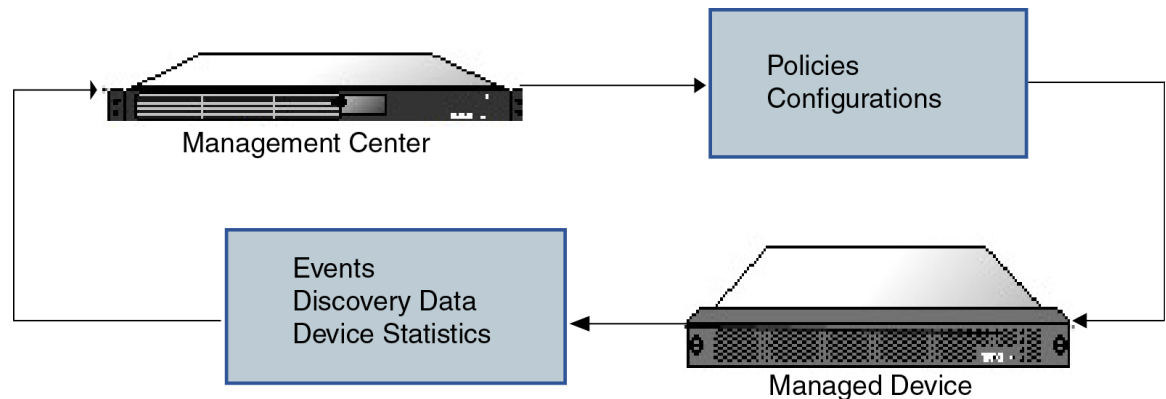 Management Center
Policies
Configurations
Events
Discovery Data
Device Statistics
Managed Device